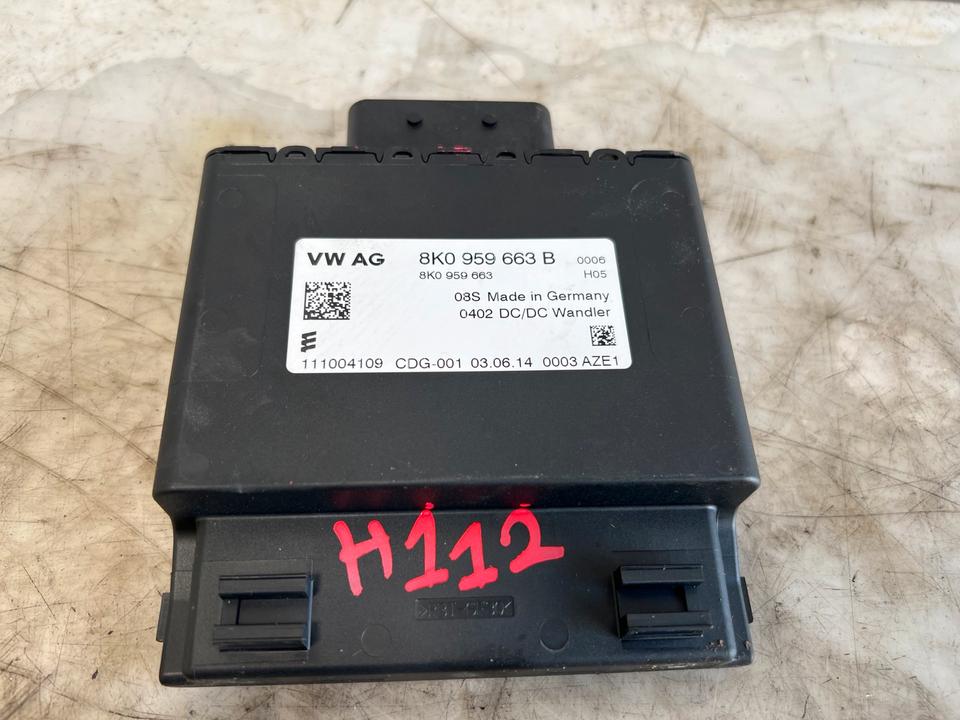 VW AG 8K0 959 663 B 0006
8K0 959 663 H05
08S Made in Germany
0402 DC/DC Wandler
111004109 CDG-001 03.06.14 0003 AZE1
H112